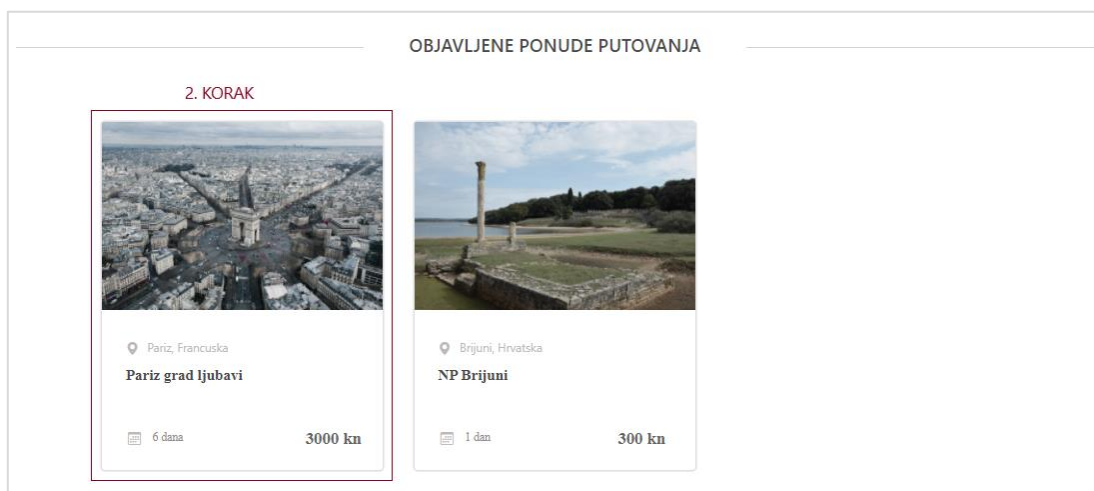 OBJAVLJENE PONUDE PUTOVANJA
2. KORAK
Pariz, Francuska
Pariz grad ljubavi
6 dana
3000 kn
Brijuni, Hrvatska
NP Brijuni
1 dan
300 kn